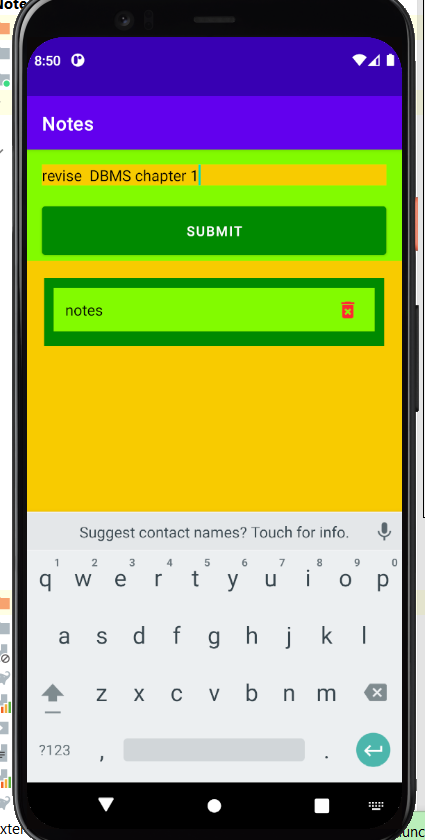 Note
8:50
Notes
revise  DBMS chapter 1
SUBMIT
notes
Suggest contact names? Touch for info.
1 2 3 4 5 6 7 8 9 0
q w e r t y u i o p
a s d f g h j k l
z x c v b n m
?123 , .